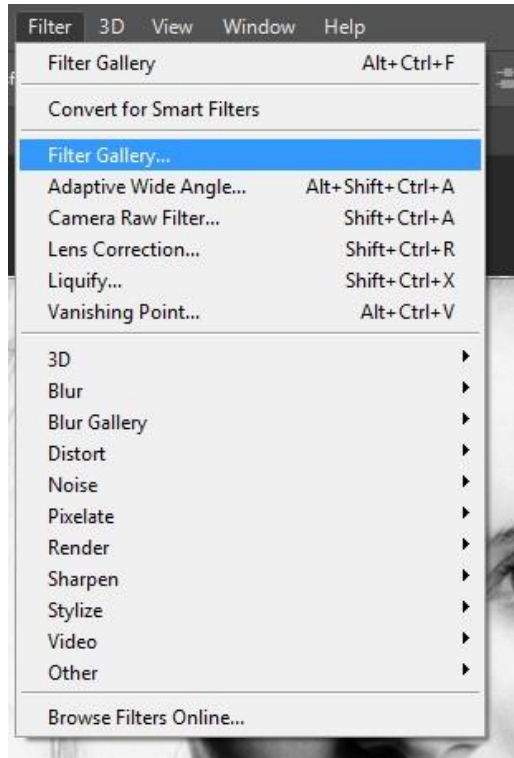 Filter 3D View Window Help
Filter Gallery Alt+Ctrl+F
Convert for Smart Filters
Filter Gallery...
Adaptive Wide Angle... Alt+Shift+Ctrl+A
Camera Raw Filter... Shift+Ctrl+A
Lens Correction... Shift+Ctrl+R
Liquify... Shift+Ctrl+X
Vanishing Point... Alt+Ctrl+V
3D
Blur
Blur Gallery
Distort
Noise
Pixelate
Render
Sharpen
Stylize
Video
Other
Browse Filters Online...